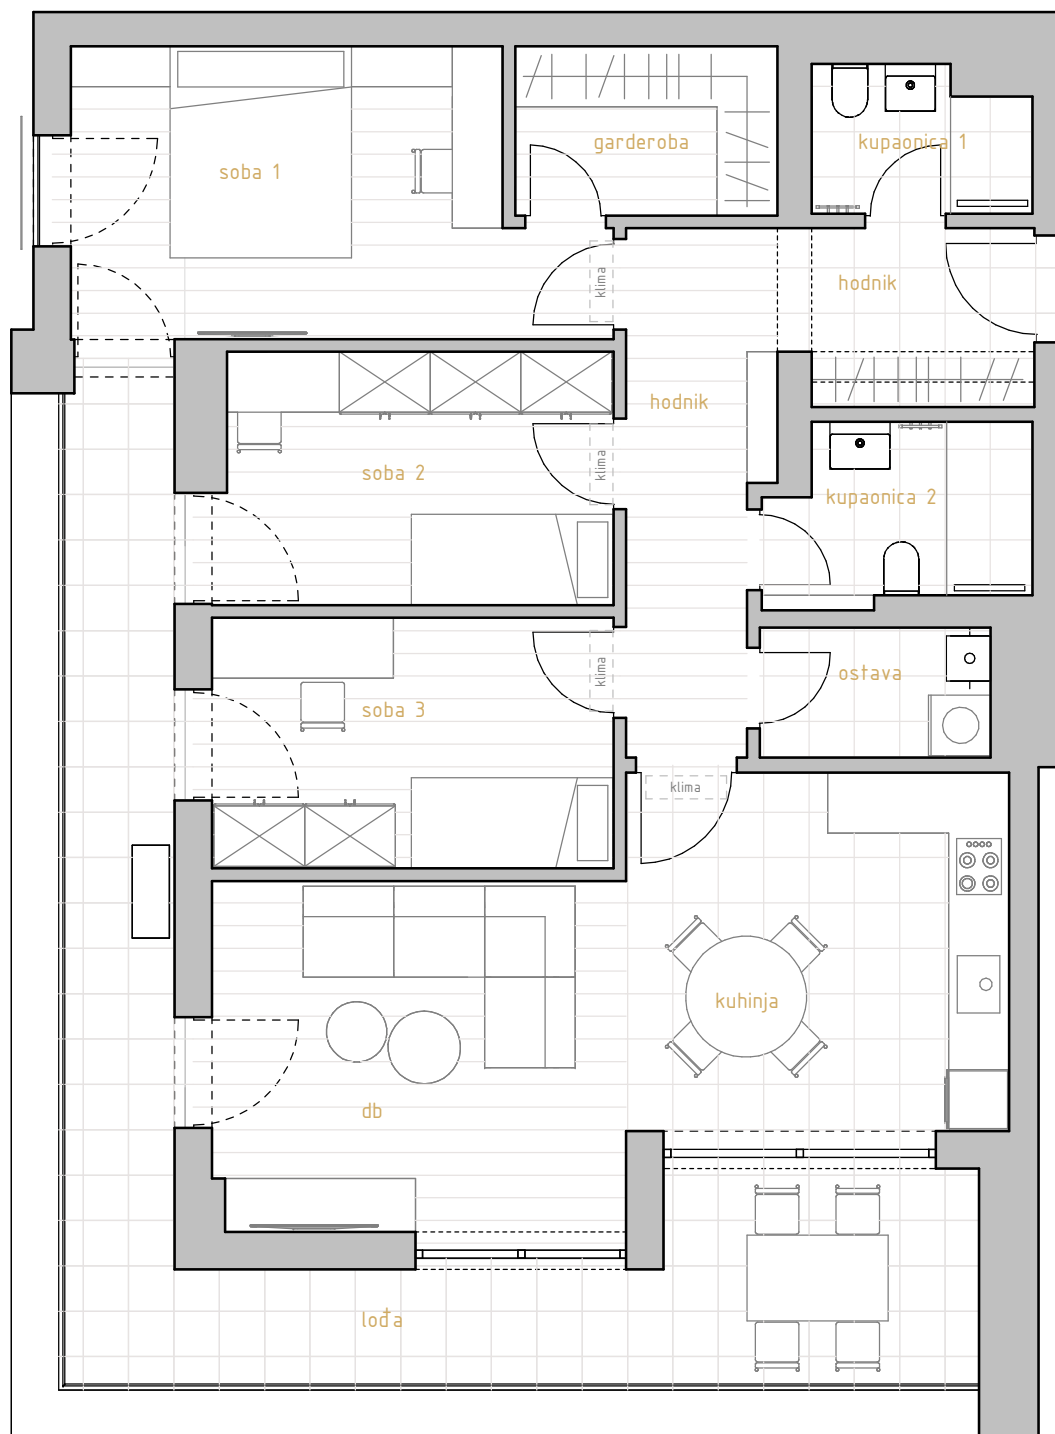 garderoba
kupaonica 1
soba 1
klima
hodnik
hodnik
soba 2
klima
kupaonica 2
klima
ostava
soba 3
klima
kuhinja
db
lođa